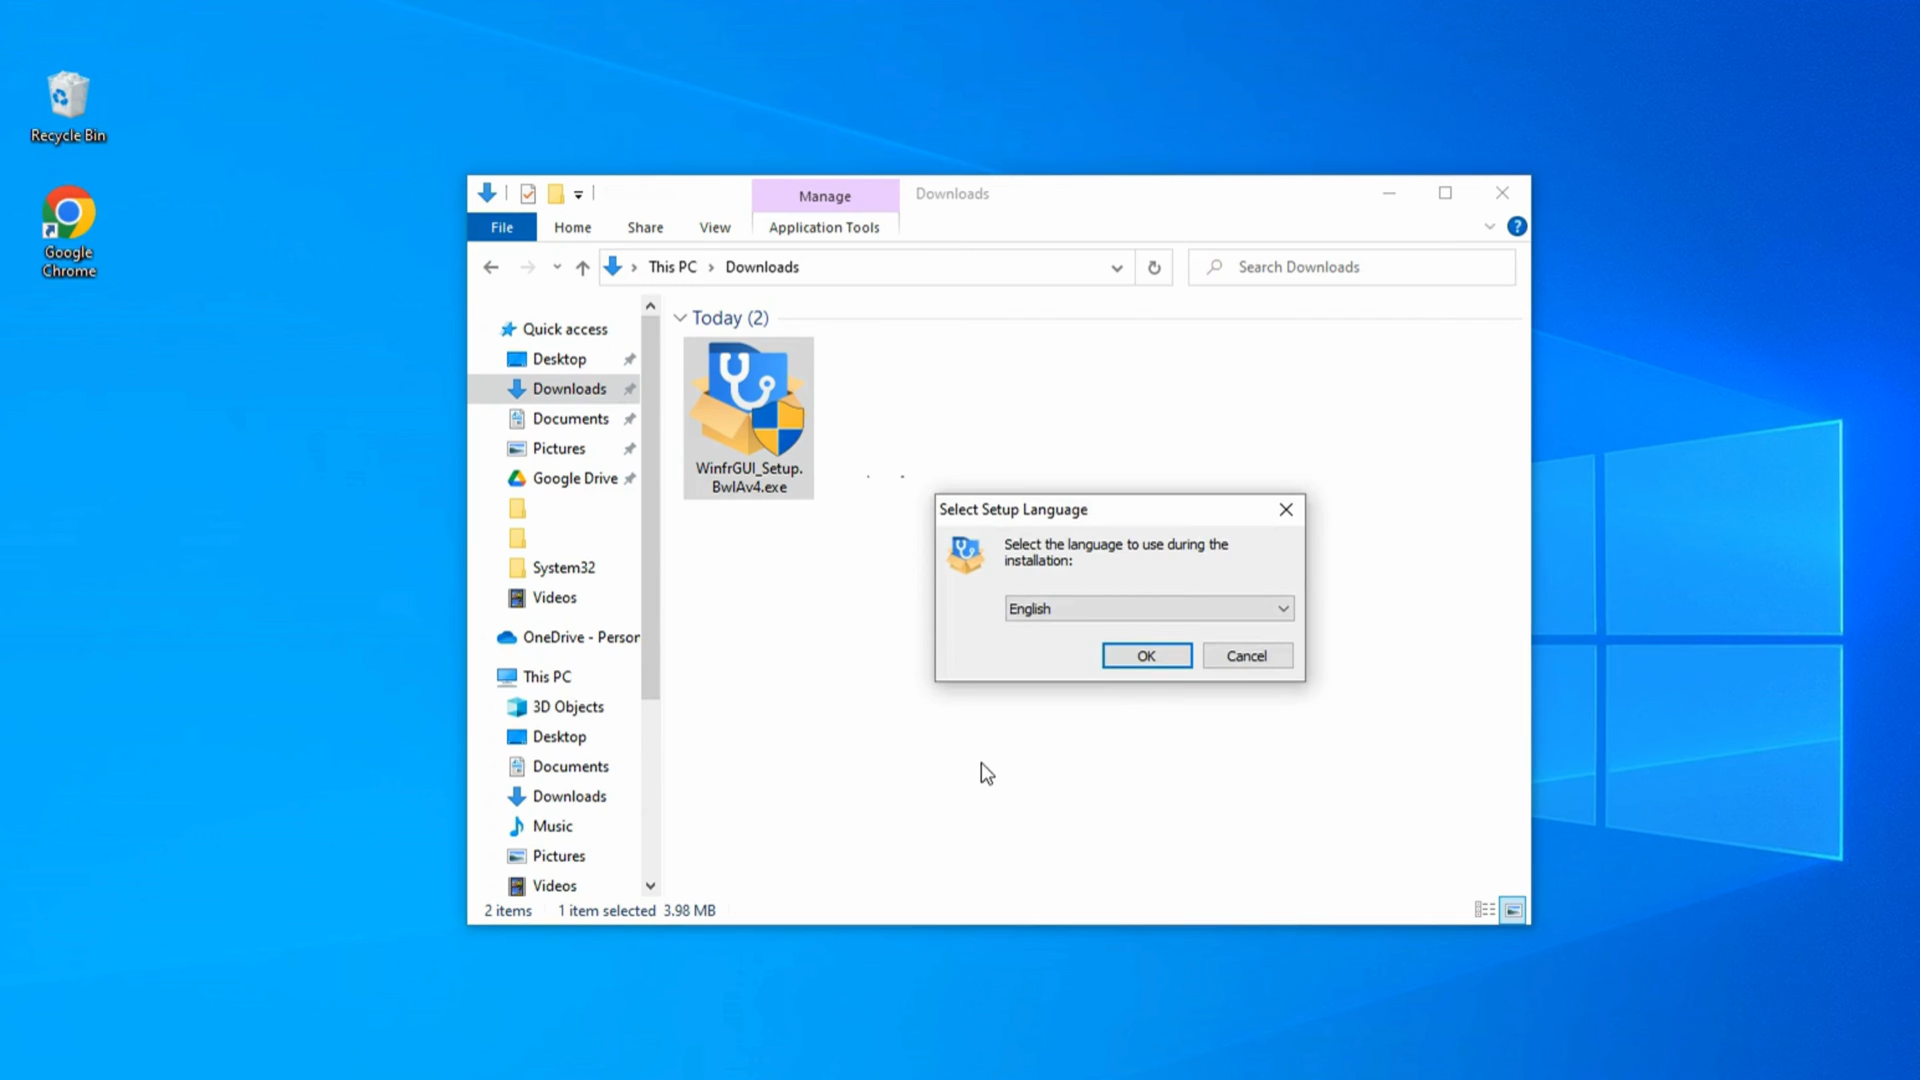 Recycle Bin
Google
Chrome
Manage
Downloads
File
Home
Share
View
Application Tools
This PC
Downloads
Search Downloads
Quick access
Desktop
Downloads
Documents
Pictures
Google Drive
System32
Videos
OneDrive - Person
This PC
3D Objects
Desktop
Documents
Downloads
Music
Pictures
Videos
Today (2)
WinfrGUI_Setup.
BwIAv4.exe
Select Setup Language
Select the language to use during the
installation:
English
OK
Cancel
2 items
1 item selected 3.98 MB